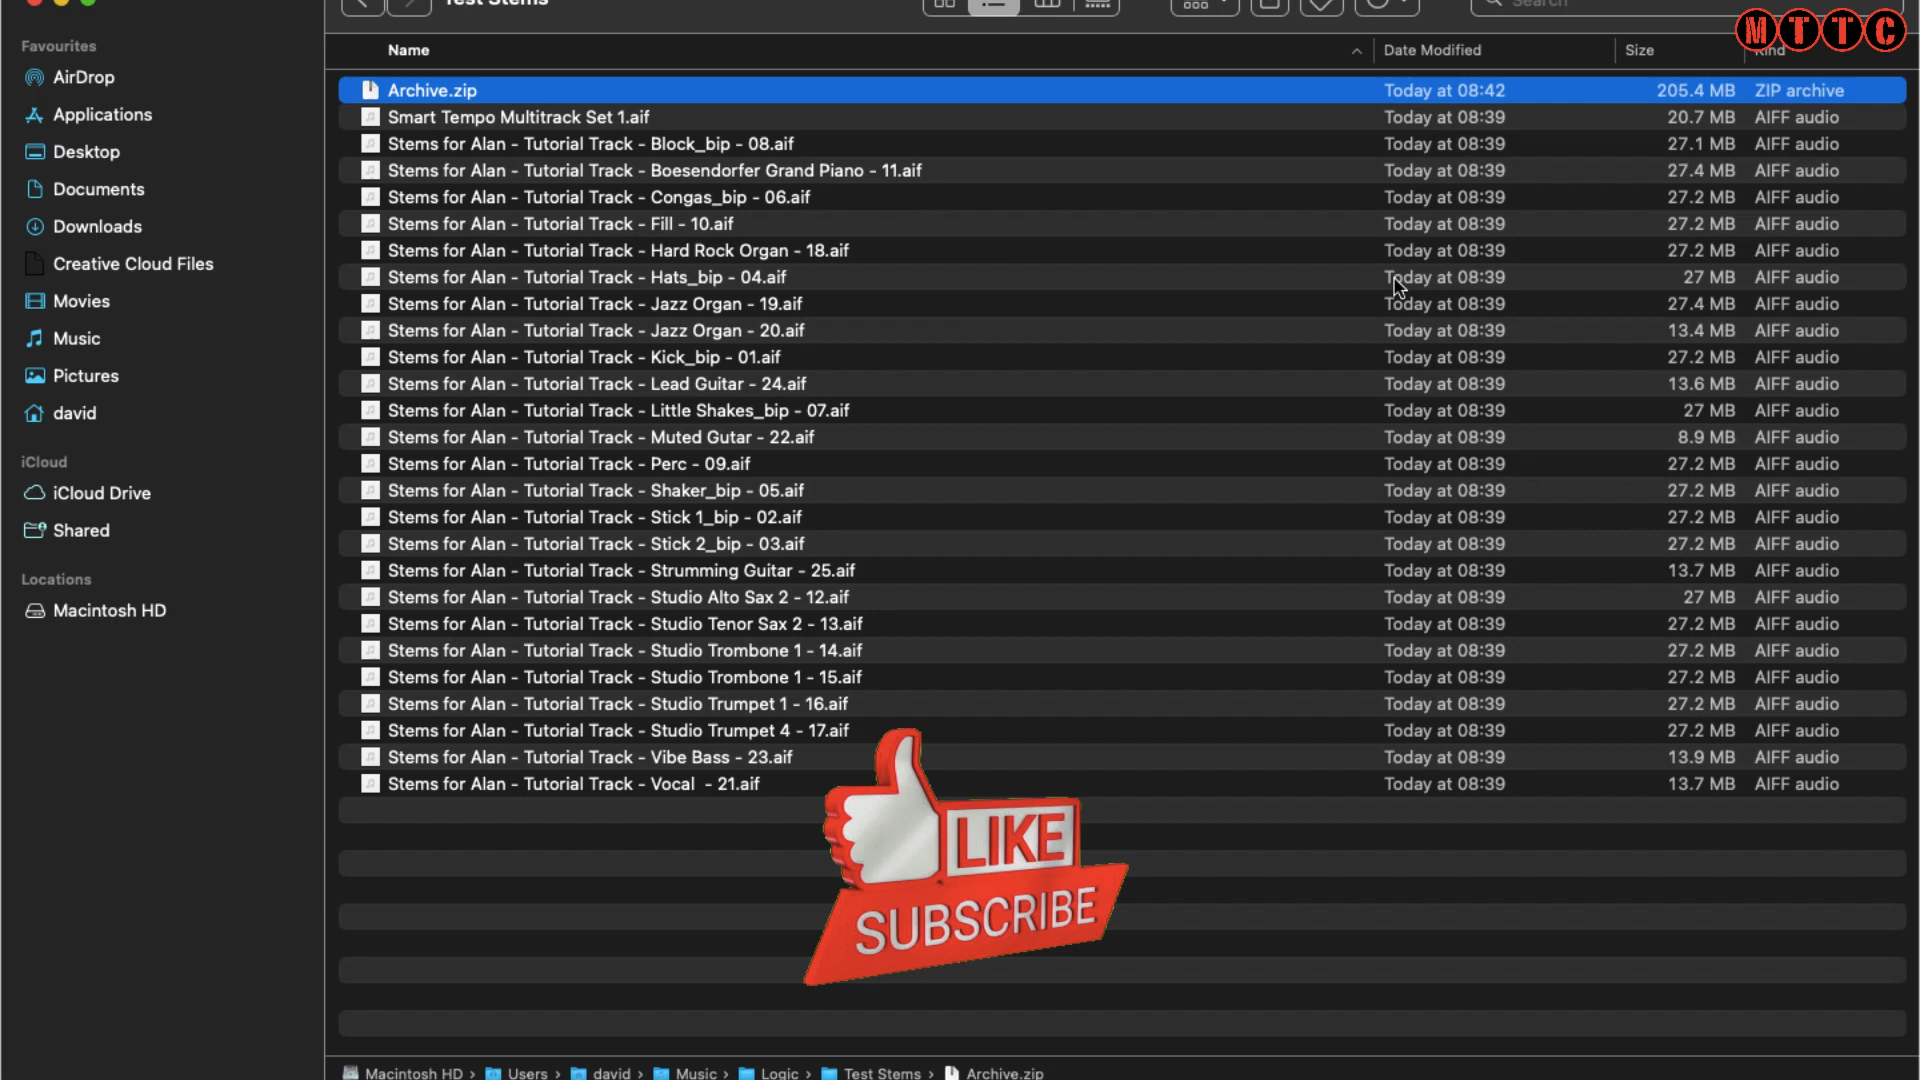 Test Stems
Search
MTTC
Favourites
AirDrop
Applications
Desktop
Documents
Downloads
Creative Cloud Files
Movies
Music
Pictures
david
iCloud
iCloud Drive
Shared
Locations
Macintosh HD
Name Date Modified Size Kind
Archive.zip Today at 08:42 205.4 MB ZIP archive
Smart Tempo Multitrack Set 1.aif Today at 08:39 20.7 MB AIFF audio
Stems for Alan - Tutorial Track - Block_bip - 08.aif Today at 08:39 27.1 MB AIFF audio
Stems for Alan - Tutorial Track - Boesendorfer Grand Piano - 11.aif Today at 08:39 27.4 MB AIFF audio
Stems for Alan - Tutorial Track - Congas_bip - 06.aif Today at 08:39 27.2 MB AIFF audio
Stems for Alan - Tutorial Track - Fill - 10.aif Today at 08:39 27.2 MB AIFF audio
Stems for Alan - Tutorial Track - Hard Rock Organ - 18.aif Today at 08:39 27.2 MB AIFF audio
Stems for Alan - Tutorial Track - Hats_bip - 04.aif Today at 08:39 27 MB AIFF audio
Stems for Alan - Tutorial Track - Jazz Organ - 19.aif Today at 08:39 27.4 MB AIFF audio
Stems for Alan - Tutorial Track - Jazz Organ - 20.aif Today at 08:39 13.4 MB AIFF audio
Stems for Alan - Tutorial Track - Kick_bip - 01.aif Today at 08:39 27.2 MB AIFF audio
Stems for Alan - Tutorial Track - Lead Guitar - 24.aif Today at 08:39 13.6 MB AIFF audio
Stems for Alan - Tutorial Track - Little Shakes_bip - 07.aif Today at 08:39 27 MB AIFF audio
Stems for Alan - Tutorial Track - Muted Gutar - 22.aif Today at 08:39 8.9 MB AIFF audio
Stems for Alan - Tutorial Track - Perc - 09.aif Today at 08:39 27.2 MB AIFF audio
Stems for Alan - Tutorial Track - Shaker_bip - 05.aif Today at 08:39 27.2 MB AIFF audio
Stems for Alan - Tutorial Track - Stick 1_bip - 02.aif Today at 08:39 27.2 MB AIFF audio
Stems for Alan - Tutorial Track - Stick 2_bip - 03.aif Today at 08:39 27.2 MB AIFF audio
Stems for Alan - Tutorial Track - Strumming Guitar - 25.aif Today at 08:39 13.7 MB AIFF audio
Stems for Alan - Tutorial Track - Studio Alto Sax 2 - 12.aif Today at 08:39 27 MB AIFF audio
Stems for Alan - Tutorial Track - Studio Tenor Sax 2 - 13.aif Today at 08:39 27.2 MB AIFF audio
Stems for Alan - Tutorial Track - Studio Trombone 1 - 14.aif Today at 08:39 27.2 MB AIFF audio
Stems for Alan - Tutorial Track - Studio Trombone 1 - 15.aif Today at 08:39 27.2 MB AIFF audio
Stems for Alan - Tutorial Track - Studio Trumpet 1 - 16.aif Today at 08:39 27.2 MB AIFF audio
Stems for Alan - Tutorial Track - Studio Trumpet 4 - 17.aif Today at 08:39 27.2 MB AIFF audio
Stems for Alan - Tutorial Track - Vibe Bass - 23.aif Today at 08:39 13.9 MB AIFF audio
Stems for Alan - Tutorial Track - Vocal  - 21.aif Today at 08:39 13.7 MB AIFF audio
LIKE
SUBSCRIBE
Macintosh HD › Users › david › Music › Logic › Test Stems › Archive.zip